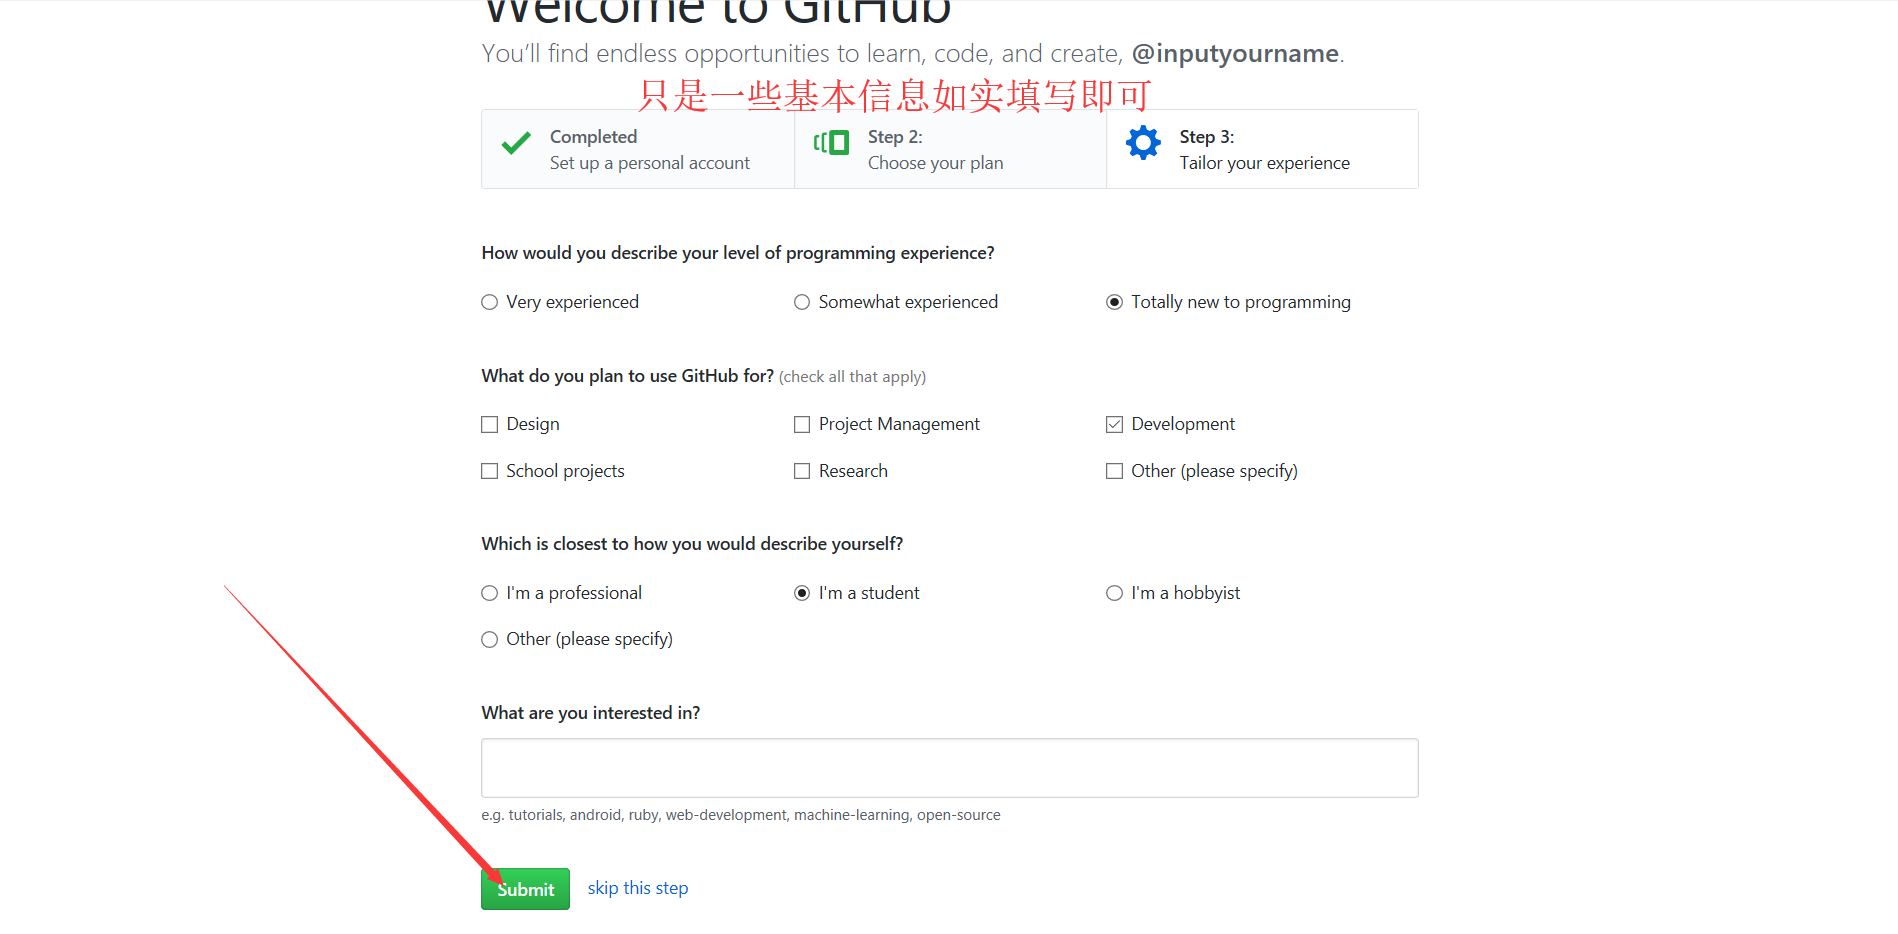 Welcome to GitHub
You’ll find endless opportunities to learn, code, and create, @inputyourname.
只是一些基本信息如实填写即可
Completed
Set up a personal account
Step 2:
Choose your plan
Step 3:
Tailor your experience
How would you describe your level of programming experience?
Very experienced
Somewhat experienced
Totally new to programming
What do you plan to use GitHub for? (check all that apply)
Design
Project Management
Development
School projects
Research
Other (please specify)
Which is closest to how you would describe yourself?
I'm a professional
I'm a student
I'm a hobbyist
Other (please specify)
What are you interested in?
e.g. tutorials, android, ruby, web-development, machine-learning, open-source
Submit
skip this step